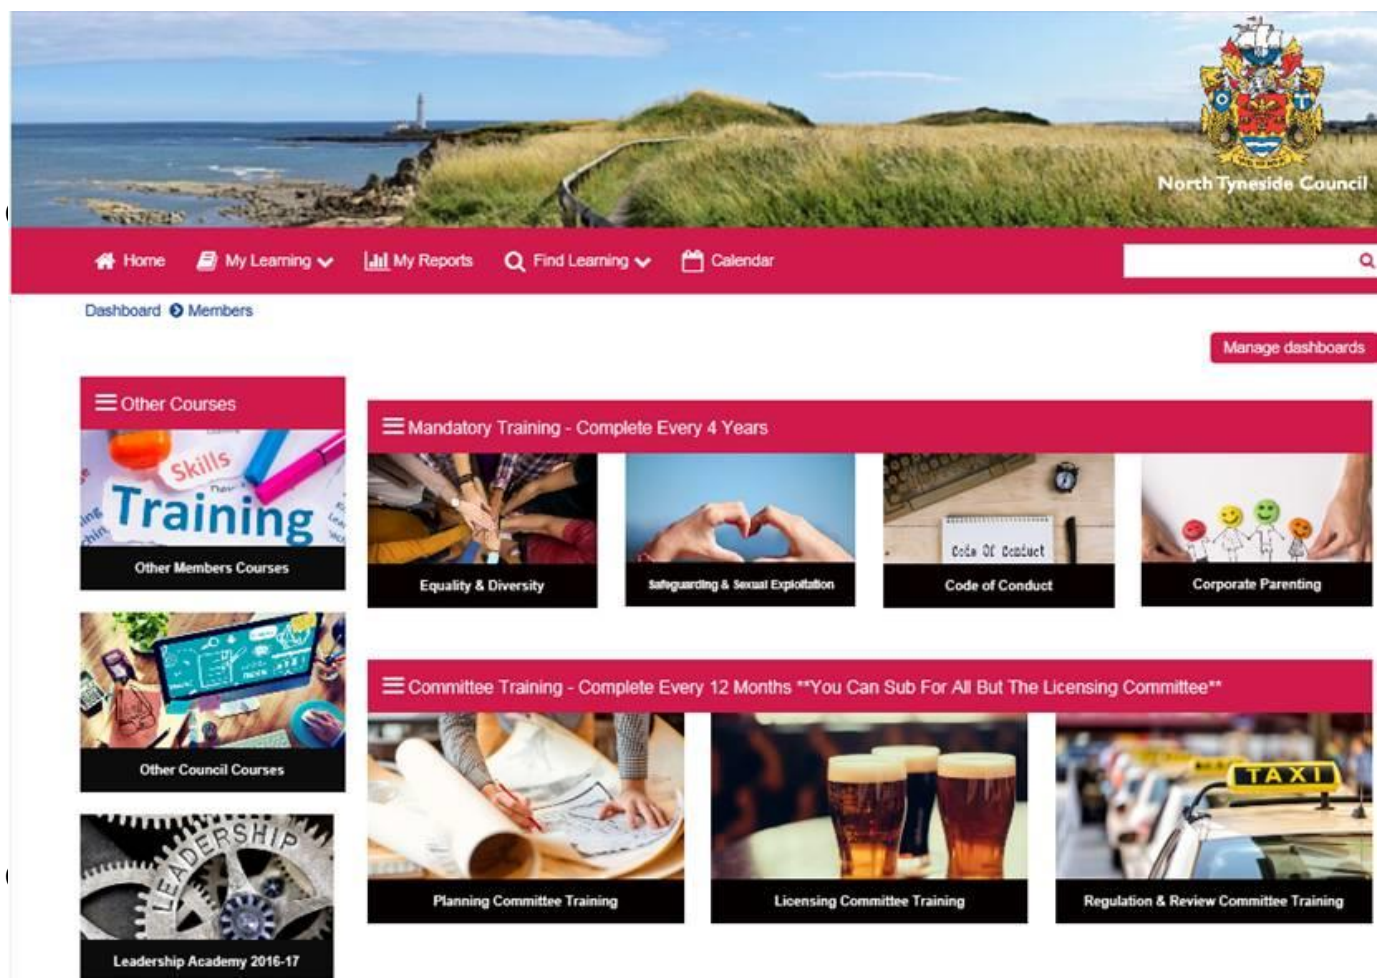 North Tyneside Council
Home My Learning My Reports Find Learning Calendar
Dashboard Members
Manage dashboards
Other Courses
Skills
Training
Other Members Courses
Other Council Courses
LEADERSHIP
Leadership Academy 2016-17
Mandatory Training - Complete Every 4 Years
Code Of Conduct
Equality & Diversity
Safeguarding & Sexual Exploitation
Code of Conduct
Corporate Parenting
Committee Training - Complete Every 12 Months **You Can Sub For All But The Licensing Committee**
TAXI
Planning Committee Training
Licensing Committee Training
Regulation & Review Committee Training